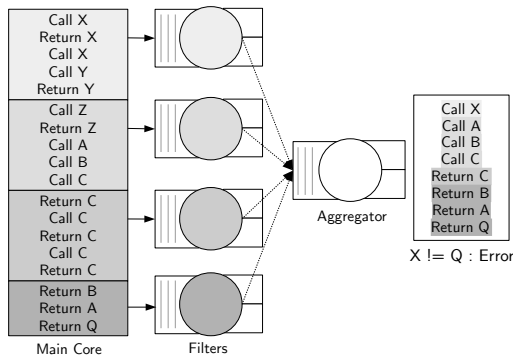 Call X
Return X
Call X
Call Y
Return Y
Call Z
Return Z
Call A
Call B
Call C
Return C
Call C
Return C
Call C
Return C
Return B
Return A
Return Q
Main Core
Filters
Aggregator
Call X
Call A
Call B
Call C
Return C
Return B
Return A
Return Q
X != Q : Error